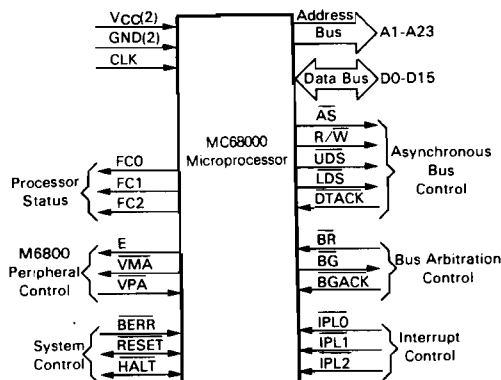 VCC(2)
GND(2)
CLK
Address
Bus
A1-A23
Data Bus
D0-D15
MC68000
Microprocessor
AS
R/W
UDS
LDS
DTACK
Asynchronous
Bus
Control
Processor
Status
FC0
FC1
FC2
M6800
Peripheral
Control
E
VMA
VPA
BR
BG
BGACK
Bus Arbitration
Control
System
Control
BERR
RESET
HALT
IPL0
IPL1
IPL2
Interrupt
Control